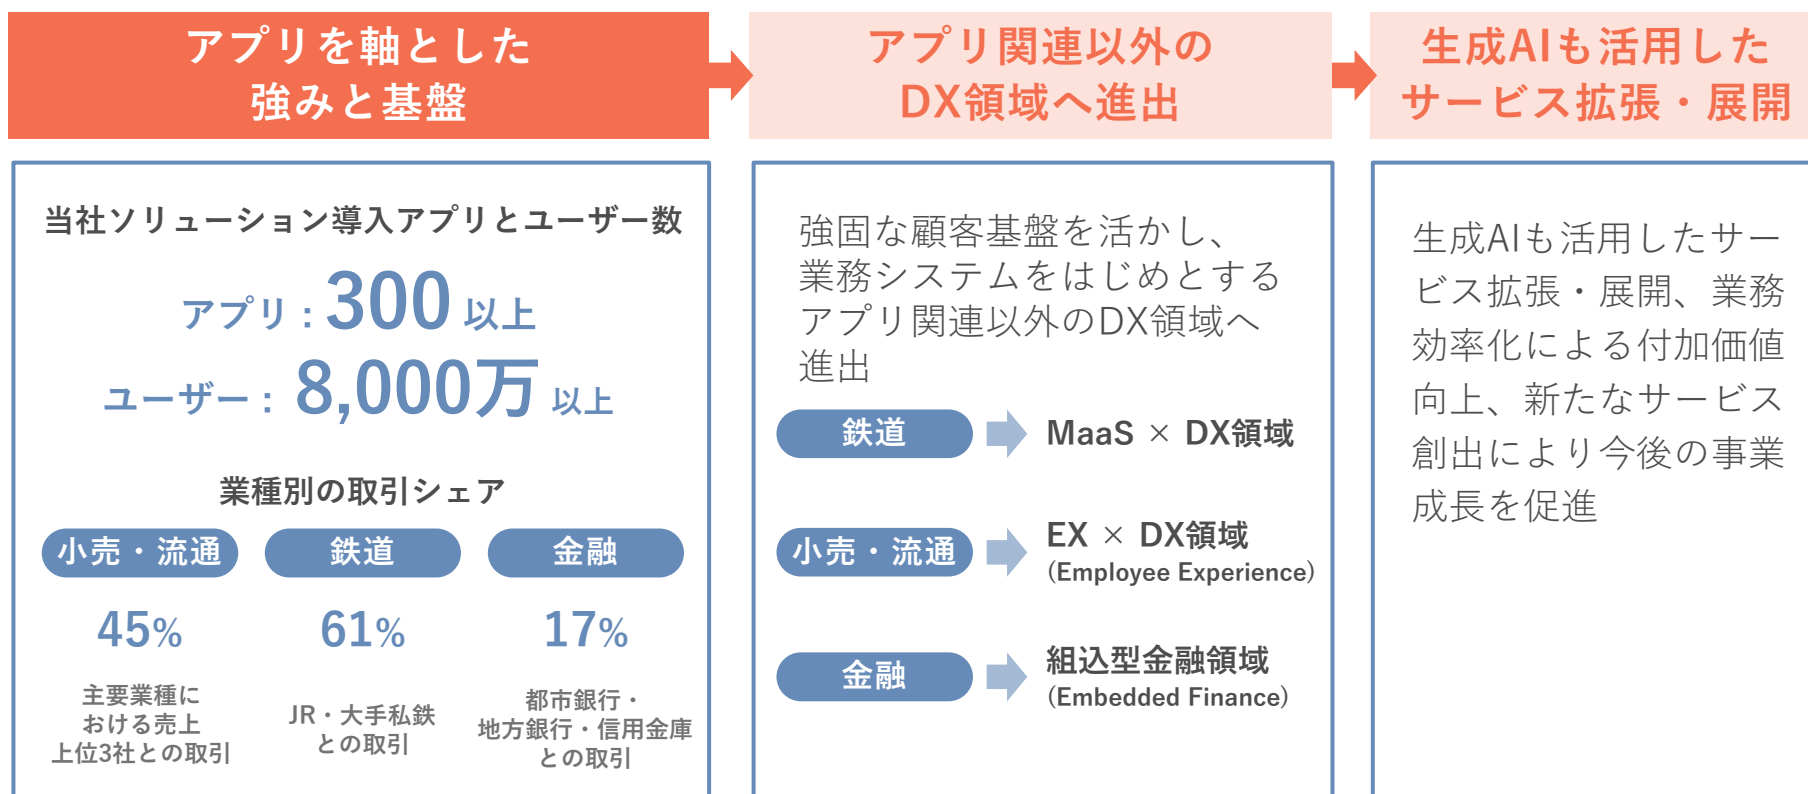 アプリを軸とした
強みと基盤
アプリ関連以外の
DX領域へ進出
生成AIも活用した
サービス拡張・展開
当社ソリューション導入アプリとユーザー数
アプリ：300 以上
ユーザー：8,000万 以上
業種別の取引シェア
小売・流通 鉄道 金融
45% 61% 17%
主要業種に
おける売上
上位3社との取引
JR・大手私鉄
との取引
都市銀行・
地方銀行・信用金庫
との取引
強固な顧客基盤を活かし、
業務システムをはじめとする
アプリ関連以外のDX領域へ
進出
鉄道 MaaS × DX領域
小売・流通 EX × DX領域
(Employee Experience)
金融 組込型金融領域
(Embedded Finance)
生成AIも活用したサー
ビス拡張・展開、業務
効率化による付加価値
向上、新たなサービス
創出により今後の事業
成長を促進